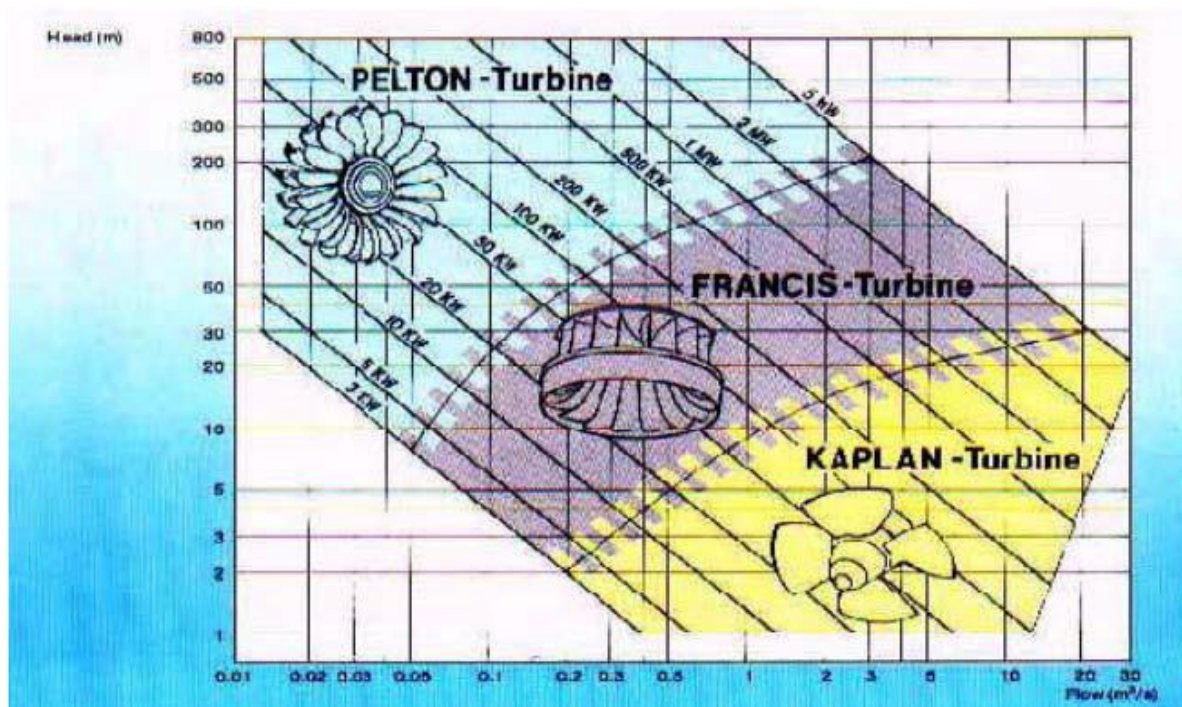 Head (m)
800
500
300
200
100
50
30
20
10
5
3
2
1
PELTON -Turbine
5 MW
2 MW
1 MW
500 KW
200 KW
100 KW
50 KW
20 KW
10 KW
5 KW
2 KW
FRANCIS -Turbine
KAPLAN -Turbine
0.01 0.02 0.03 0.05 0.1 0.2 0.3 0.5 1 2 3 5 10 20 30
Flow (m³/s)